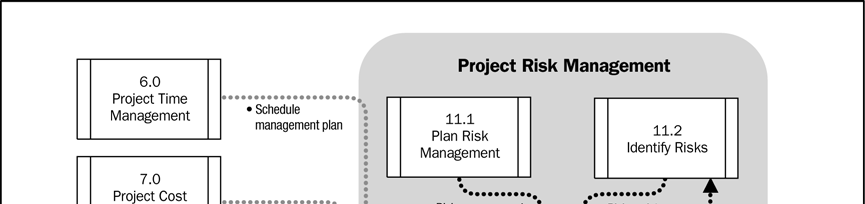 Project Risk Management
6.0
Project Time
Management
• Schedule
management plan
11.1
Plan Risk
Management
11.2
Identify Risks
7.0
Project Cost